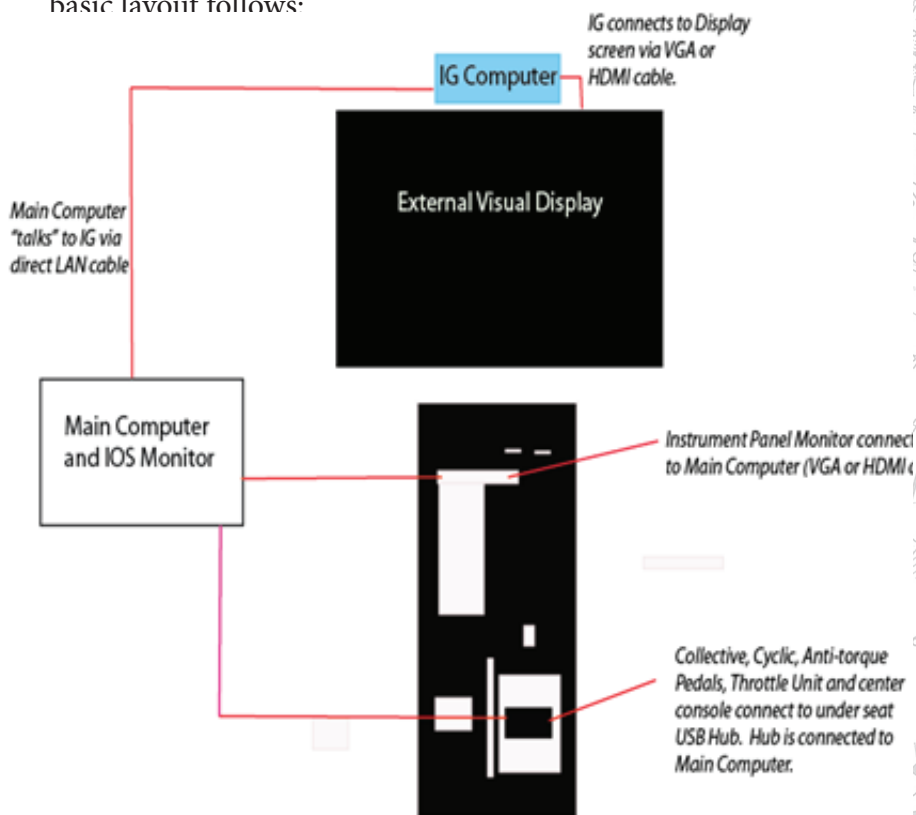 basic layout follows:
IG connects to Display
screen via VGA or
HDMI cable.
IG Computer
External Visual Display
Main Computer
"talks" to IG via
direct LAN cable
Main Computer
and IOS Monitor
Instrument Panel Monitor connect
to Main Computer (VGA or HDMI
Collective, Cyclic, Anti-torque
Pedals, Throttle Unit and center
console connect to under seat
USB Hub. Hub is connected to
Main Computer.